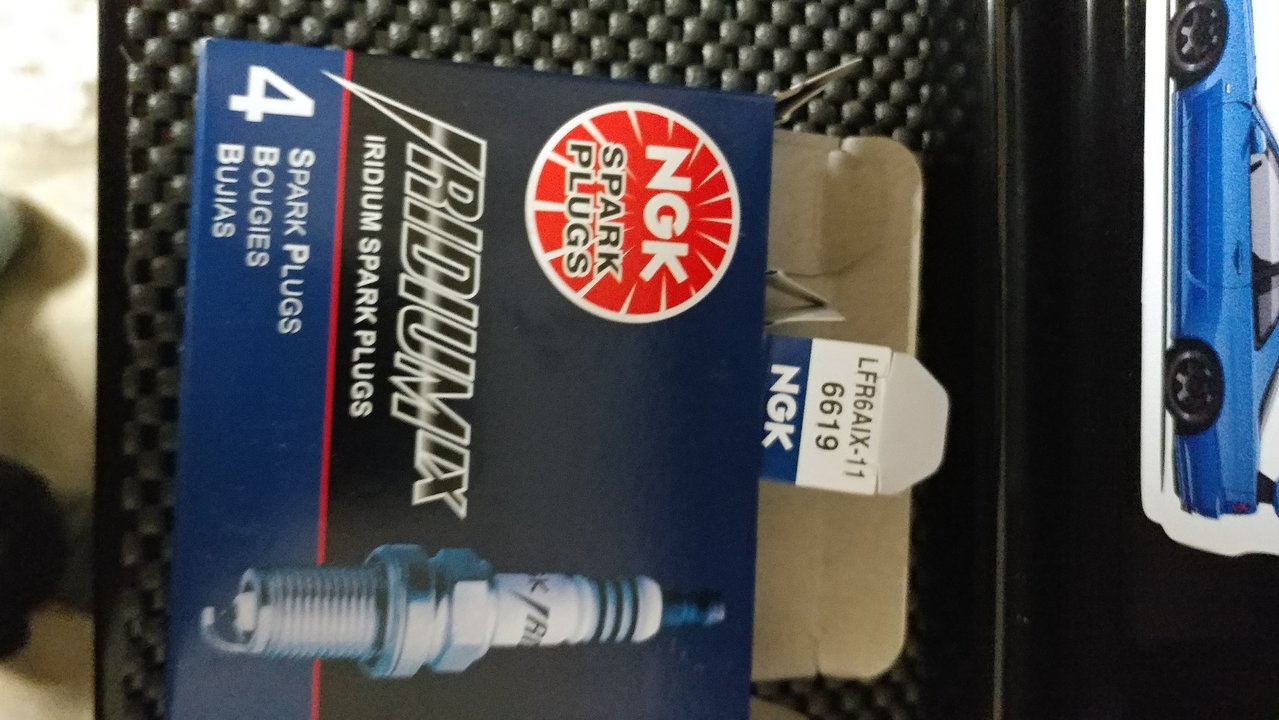 NGK
SPARK
PLUGS
IRIDIUM IX
IRIDIUM SPARK PLUGS
4
SPARK PLUGS
BOUGIES
BUJIAS
LFR6AIX-11
6619
NGK